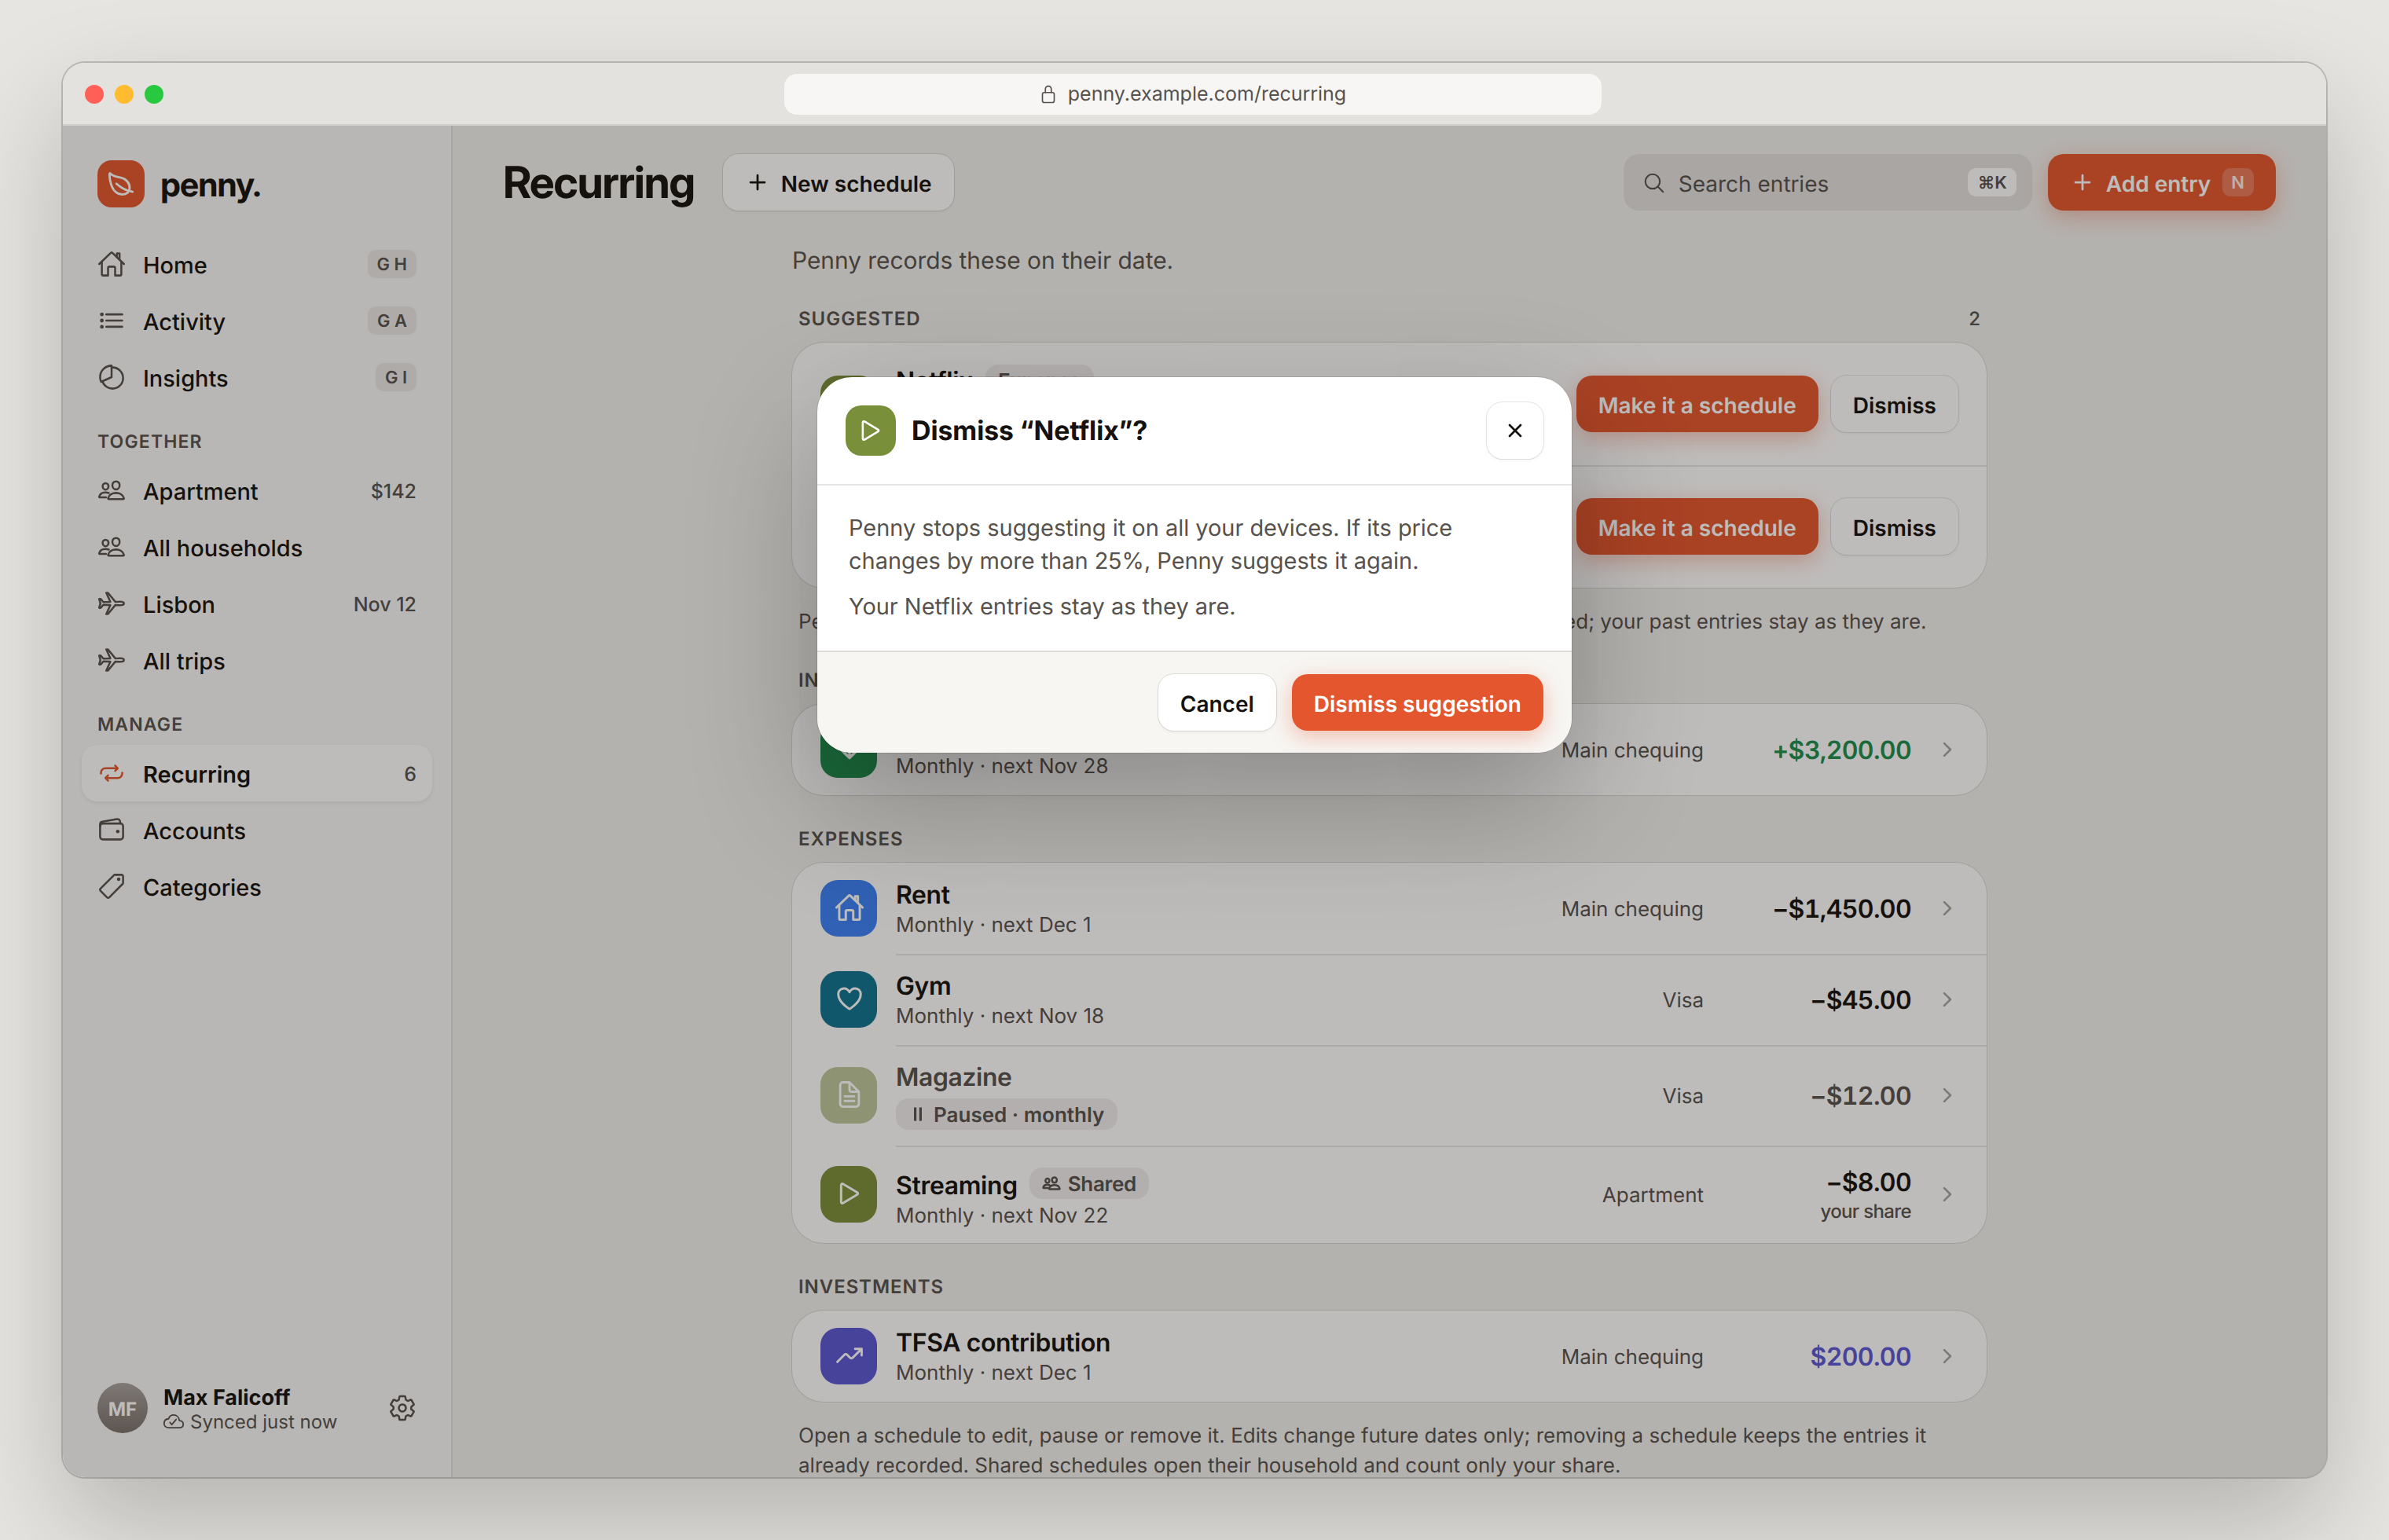 penny.example.com/recurring
penny.
Home G H
Activity G A
Insights G I
TOGETHER
Apartment $142
All households
Lisbon Nov 12
All trips
MANAGE
Recurring 6
Accounts
Categories
MF
Max Falicoff
Synced just now
Recurring
New schedule
Search entries ⌘K
Add entry N
Penny records these on their date.
SUGGESTED 2
Make it a schedule Dismiss
Make it a schedule Dismiss
Dismiss “Netflix”?
Penny stops suggesting it on all your devices. If its price
changes by more than 25%, Penny suggests it again.
Your Netflix entries stay as they are.
Cancel
Dismiss suggestion
your past entries stay as they are.
Main chequing +$3,200.00
Monthly · next Nov 28
EXPENSES
Rent
Monthly · next Dec 1
Main chequing −$1,450.00
Gym
Monthly · next Nov 18
Visa −$45.00
Magazine
Paused · monthly
Visa −$12.00
Streaming Shared
Monthly · next Nov 22
Apartment −$8.00
your share
INVESTMENTS
TFSA contribution
Monthly · next Dec 1
Main chequing $200.00
Open a schedule to edit, pause or remove it. Edits change future dates only; removing a schedule keeps the entries it
already recorded. Shared schedules open their household and count only your share.